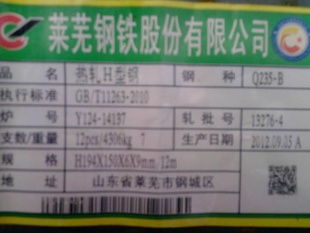 莱芜钢铁股份有限公司
品 名 热轧H型钢 钢 种 Q235-B
执行标准 GB/T11263-2010
炉 号 Y124-14137 轧批号 13276-4
支数/重量 12pcs/4306kg 7 生产日期 2012.09.05 A
规 格 H194X150X6X9mm, 12m
地 址 山东省莱芜市钢城区